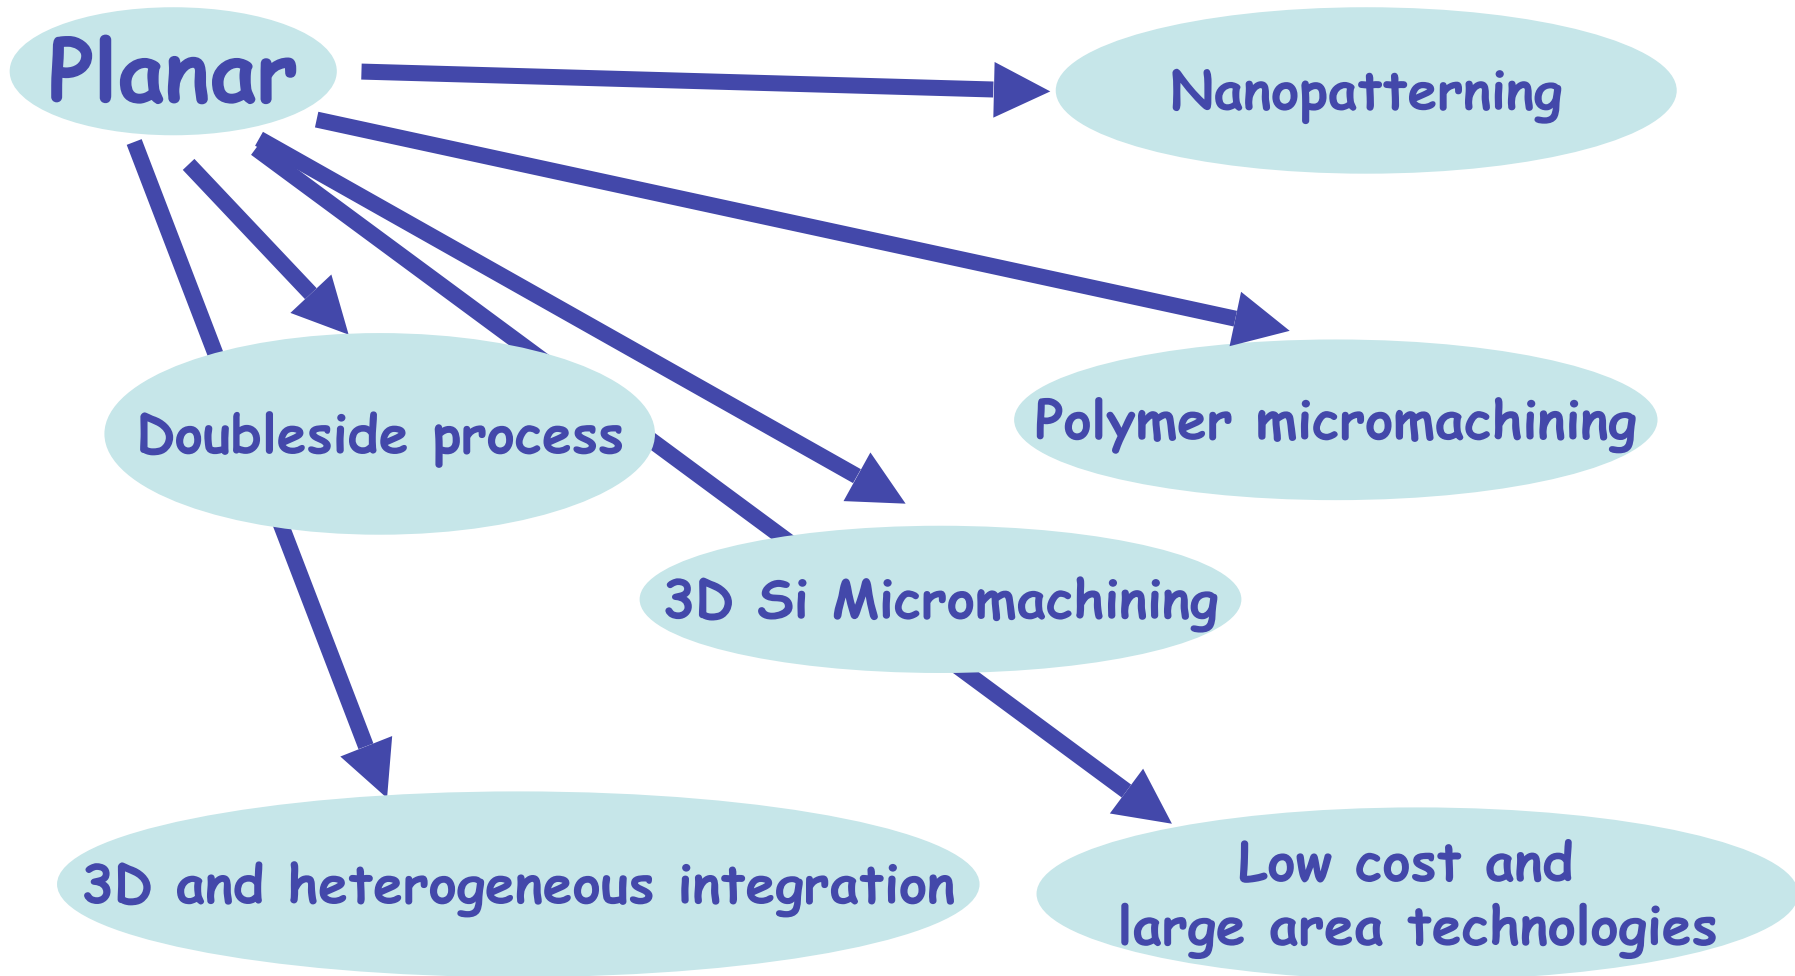 Planar
Nanopatterning
Polymer micromachining
Doubleside process
3D Si Micromachining
3D and heterogeneous integration
Low cost and
large area technologies